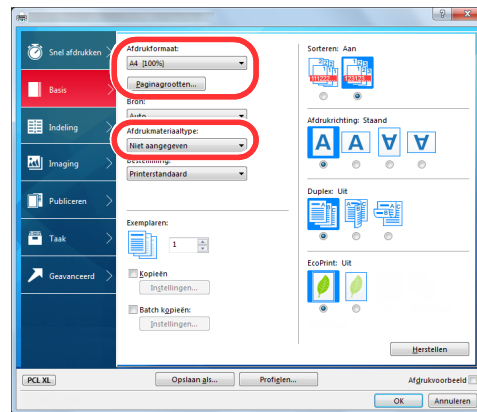 Snel afdrukken
Basis
Indeling
Imaging
Publiceren
Taak
Geavanceerd
Afdrukformaat:
A4 [100%]
Paginagrootten...
Bron:
Auto
Afdrukmateriaaltype:
Niet aangegeven
Bestemming:
Printerstandaard
Exemplaren:
1
Kopieën
Instellingen...
Batch kopieën:
Instellingen...
Sorteren: Aan
111222
123123
Afdrukrichting: Staand
A A A A
Duplex: Uit
EcoPrint: Uit
Herstellen
PCL XL
Opslaan als...
Profielen...
Afdrukvoorbeeld
OK
Annuleren